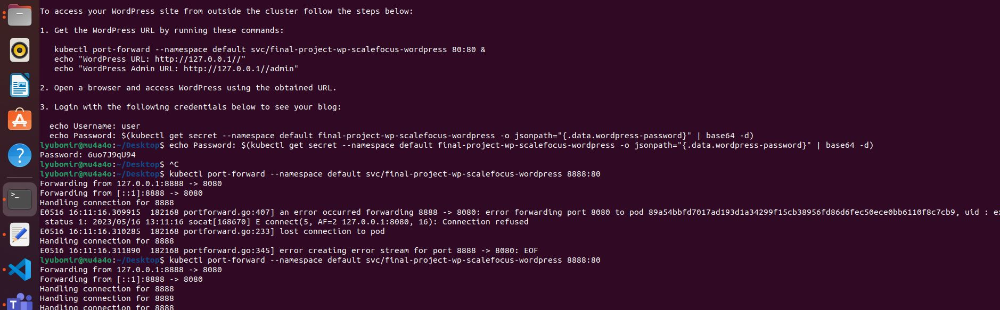 To access your WordPress site from outside the cluster follow the steps below:
1. Get the WordPress URL by running these commands:
kubectl port-forward --namespace default svc/final-project-wp-scalefocus-wordpress 80:80 &
echo "WordPress URL: http://127.0.0.1//"
echo "WordPress Admin URL: http://127.0.0.1//admin"
2. Open a browser and access WordPress using the obtained URL.
3. Login with the following credentials below to see your blog:
echo Username: user
echo Password: $(kubectl get secret --namespace default final-project-wp-scalefocus-wordpress -o jsonpath="{.data.wordpress-password}" | base64 -d)
lyubomir@mu4a4o:~/Desktop$ echo Password: $(kubectl get secret --namespace default final-project-wp-scalefocus-wordpress -o jsonpath="{.data.wordpress-password}" | base64 -d)
Password: 6uo7J9qU94
lyubomir@mu4a4o:~/Desktop$ ^C
lyubomir@mu4a4o:~/Desktop$ kubectl port-forward --namespace default svc/final-project-wp-scalefocus-wordpress 8888:80
Forwarding from 127.0.0.1:8888 -> 8080
Forwarding from [::1]:8888 -> 8080
Handling connection for 8888
E0516 16:11:16.309915  182168 portforward.go:407] an error occurred forwarding 8888 -> 8080: error forwarding port 8080 to pod 89a54bbfd7017ad193d1a34299f15cb38956fd86d6fec50ece0bb6110f8c7cb9, uid : ex
status 1: 2023/05/16 13:11:16 socat[168670] E connect(5, AF=2 127.0.0.1:8080, 16): Connection refused
E0516 16:11:16.310285  182168 portforward.go:233] lost connection to pod
Handling connection for 8888
E0516 16:11:16.311890  182168 portforward.go:345] error creating error stream for port 8888 -> 8080: EOF
lyubomir@mu4a4o:~/Desktop$ kubectl port-forward --namespace default svc/final-project-wp-scalefocus-wordpress 8888:80
Forwarding from 127.0.0.1:8888 -> 8080
Forwarding from [::1]:8888 -> 8080
Handling connection for 8888
Handling connection for 8888
Handling connection for 8888